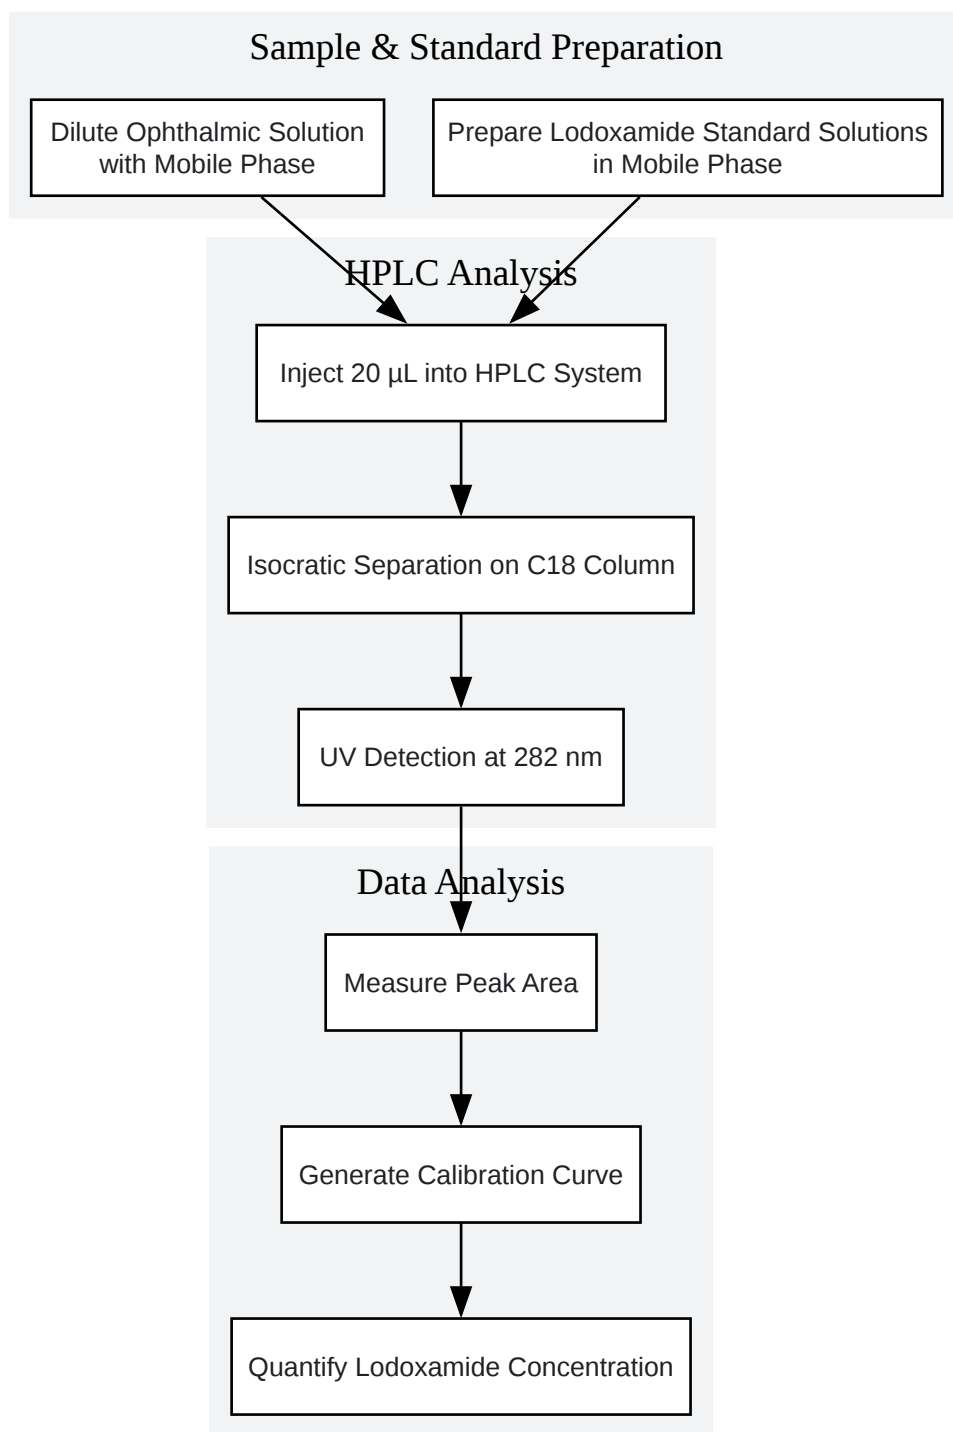 Sample & Standard Preparation
Dilute Ophthalmic Solution
with Mobile Phase
Prepare Lodoxamide Standard Solutions
in Mobile Phase
HPLC Analysis
Inject 20 µL into HPLC System
Isocratic Separation on C18 Column
UV Detection at 282 nm
Data Analysis
Measure Peak Area
Generate Calibration Curve
Quantify Lodoxamide Concentration